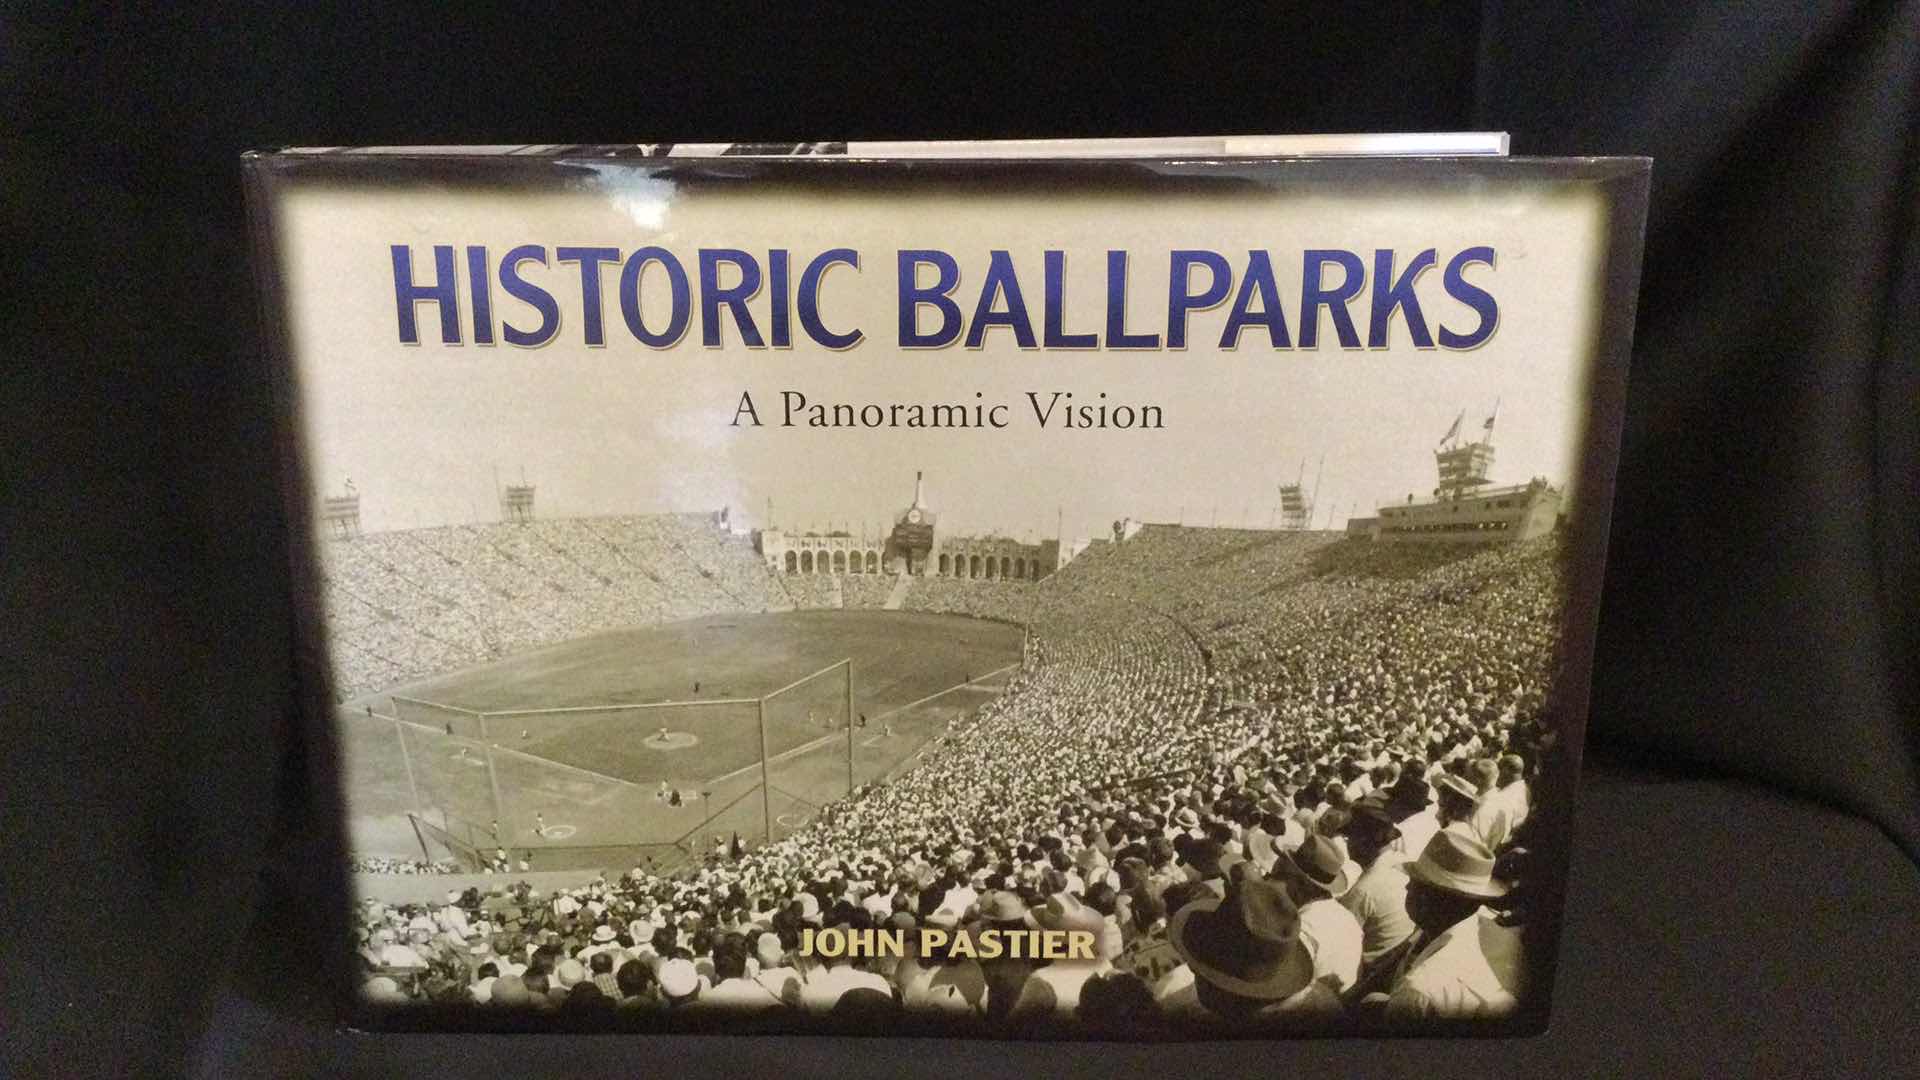 HISTORIC BALLPARKS
A Panoramic Vision
JOHN PASTIER